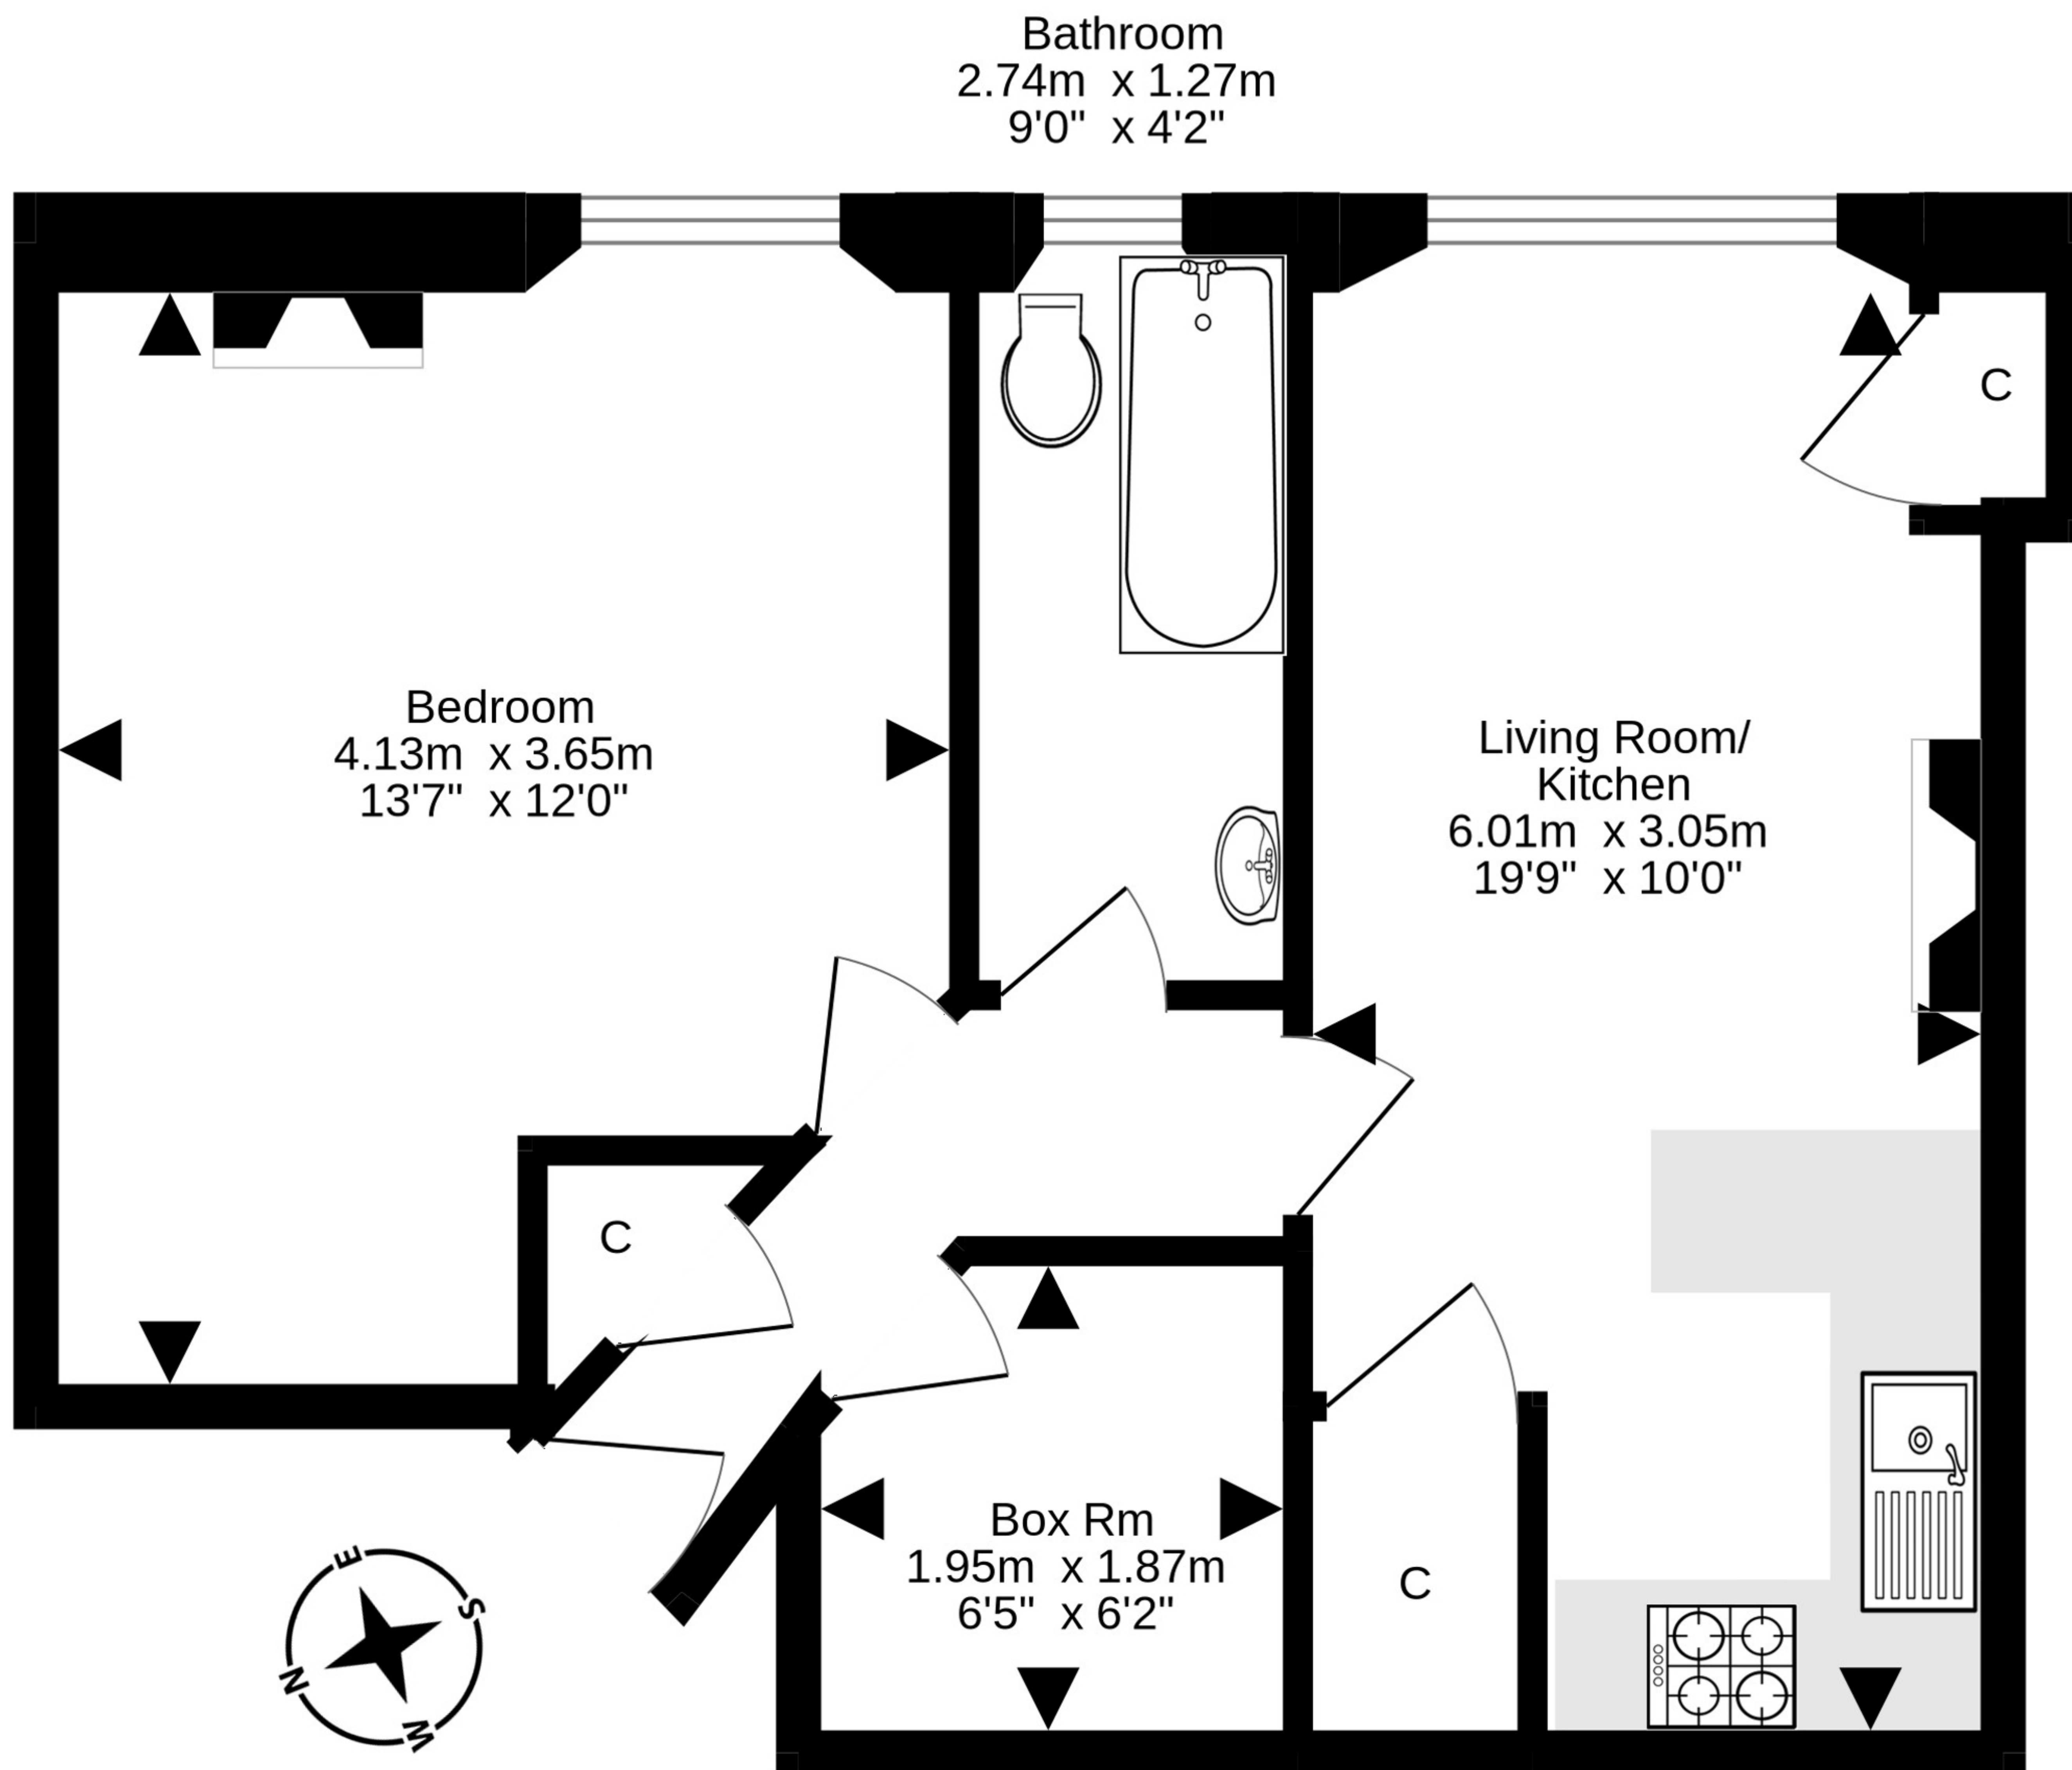 Bathroom
2.74m x 1.27m
9'0" x 4'2"
C
Bedroom
4.13m x 3.65m
13'7" x 12'0"
Living Room/
Kitchen
6.01m x 3.05m
19'9" x 10'0"
C
Box Rm
1.95m x 1.87m
6'5" x 6'2"
C
E
S
N
W